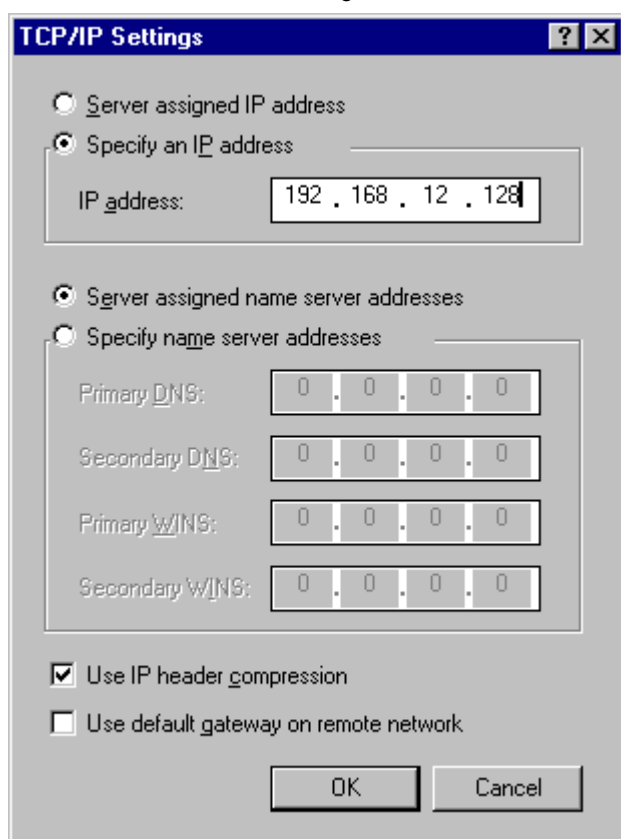 TCP/IP Settings ? ×
Server assigned IP address
Specify an IP address
IP address: 192 . 168 . 12 . 128
Server assigned name server addresses
Specify name server addresses
Primary DNS: 0 . 0 . 0 . 0
Secondary DNS: 0 . 0 . 0 . 0
Primary WINS: 0 . 0 . 0 . 0
Secondary WINS: 0 . 0 . 0 . 0
Use IP header compression
Use default gateway on remote network
OK Cancel